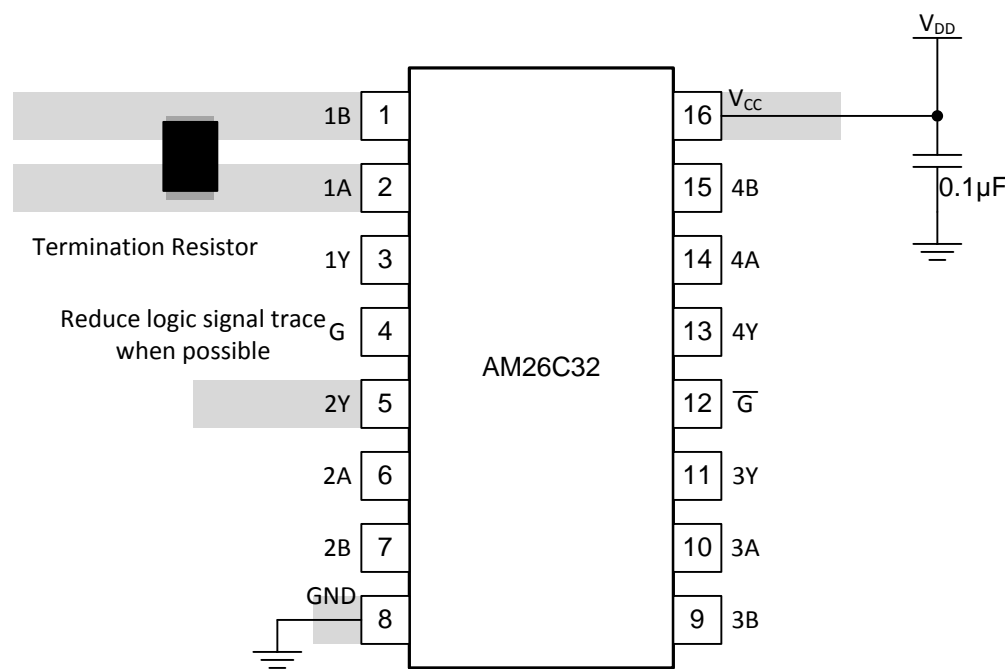 V_DD
1B 1 16 V_CC
1A 2 15 4B
0.1µF
Termination Resistor
1Y 3 14 4A
Reduce logic signal trace
when possible
G 4 13 4Y
AM26C32
2Y 5 12 G̅
2A 6 11 3Y
2B 7 10 3A
GND 8 9 3B